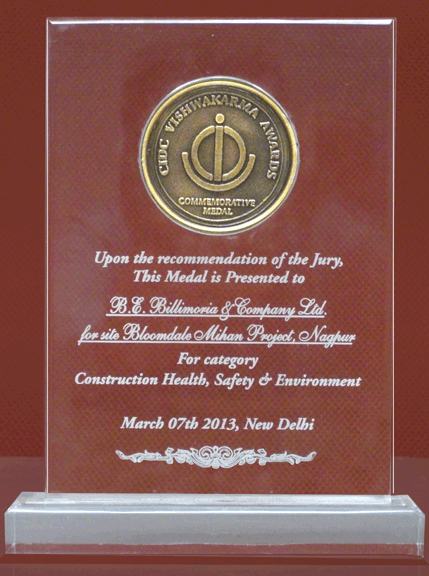 CIDC VISHWAKARMA AWARDS
COMMEMORATIVE
MEDAL
Upon the recommendation of the Jury,
This Medal is Presented to
B.E. Billimoria & Company Ltd.
for site Bloomdale Mihan Project, Nagpur
For category
Construction Health, Safety & Environment
March 07th 2013, New Delhi